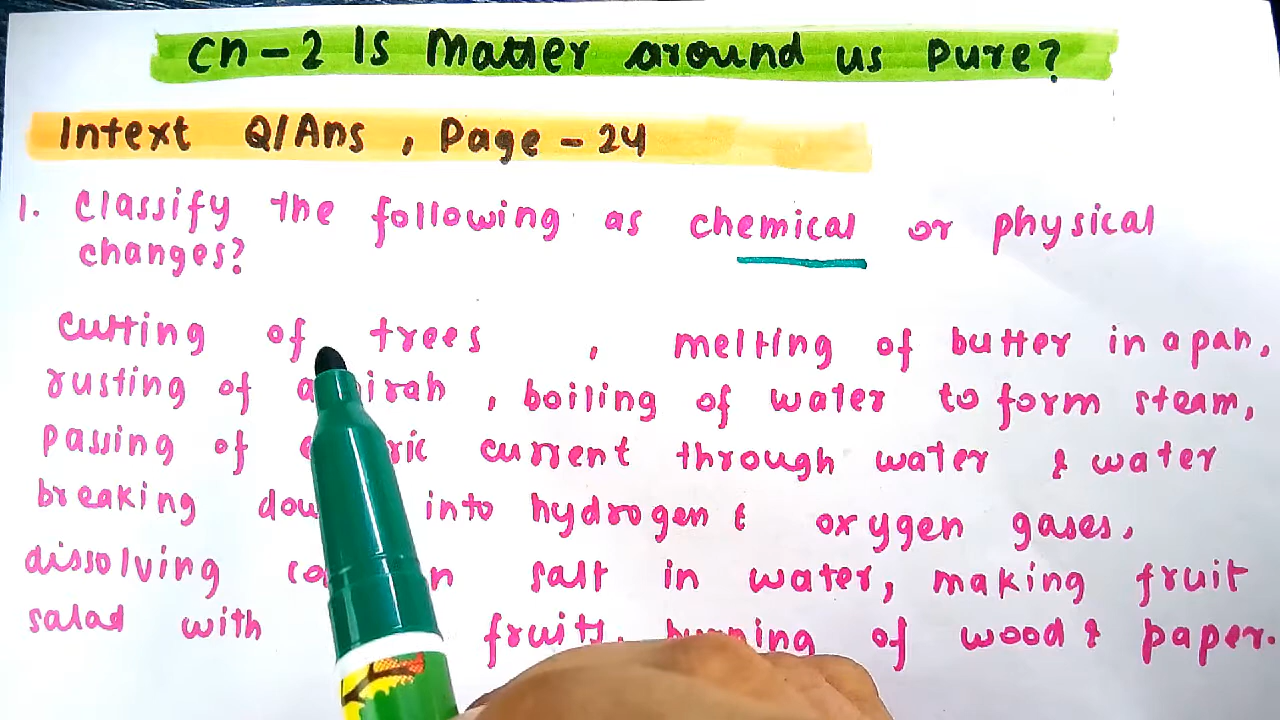 Ch - 2 Is Matter around us Pure?
Intext Q/Ans, Page - 24
1. Classify the following as chemical or physical
changes?
Cutting of trees, melting of butter in a pan,
rusting of boiling of water to form steam,
Passing of current through water & water
breaking into hydrogen & oxygen gases,
dissolving salt in water, making fruit
salad with fruits, of wood & paper.